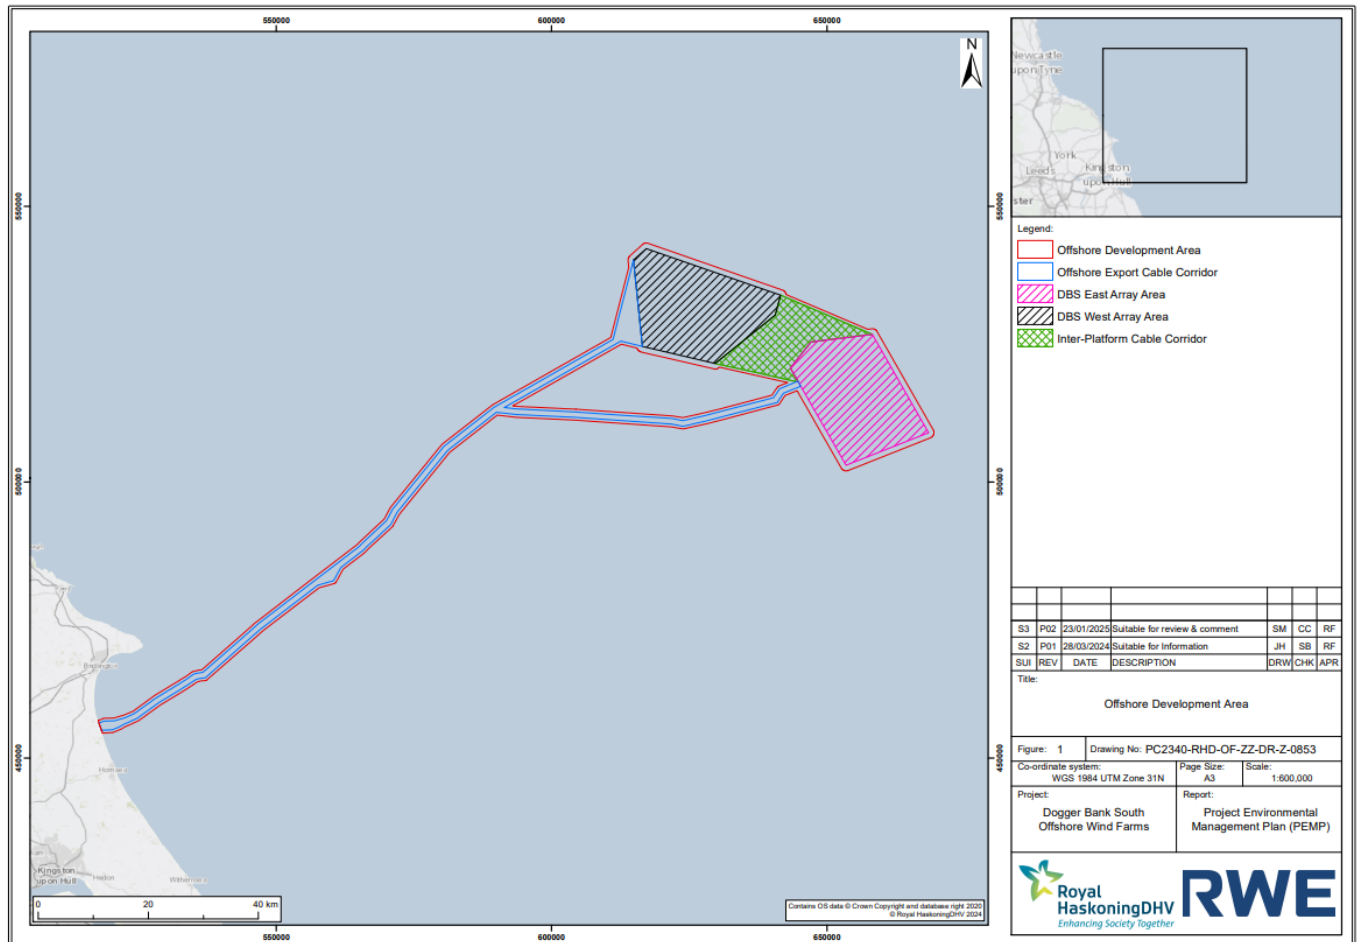 550000
600000
650000
N
550000
550000
500000
500000
450000
450000
Bridlington
Hornsea
Kingston
upon Hull
Hedon
Withernsea
0
20
40 km
Contains OS data © Crown Copyright and database right 2020
© Royal HaskoningDHV 2024
550000
600000
650000
Newcastle
upon Tyne
York
Leeds
Kingston
upon Hull
ster
Legend:
Offshore Development Area
Offshore Export Cable Corridor
DBS East Array Area
DBS West Array Area
Inter-Platform Cable Corridor
S3 P02 23/01/2025 Suitable for review & comment SM CC RF
S2 P01 28/03/2024 Suitable for Information JH SB RF
SUI REV DATE DESCRIPTION DRW CHK APR
Title:
Offshore Development Area
Figure: 1 Drawing No: PC2340-RHD-OF-ZZ-DR-Z-0853
Co-ordinate system: Page Size: Scale:
WGS 1984 UTM Zone 31N A3 1:600,000
Project: Report:
Dogger Bank South Project Environmental
Offshore Wind Farms Management Plan (PEMP)
Royal
HaskoningDHV
Enhancing Society Together
RWE